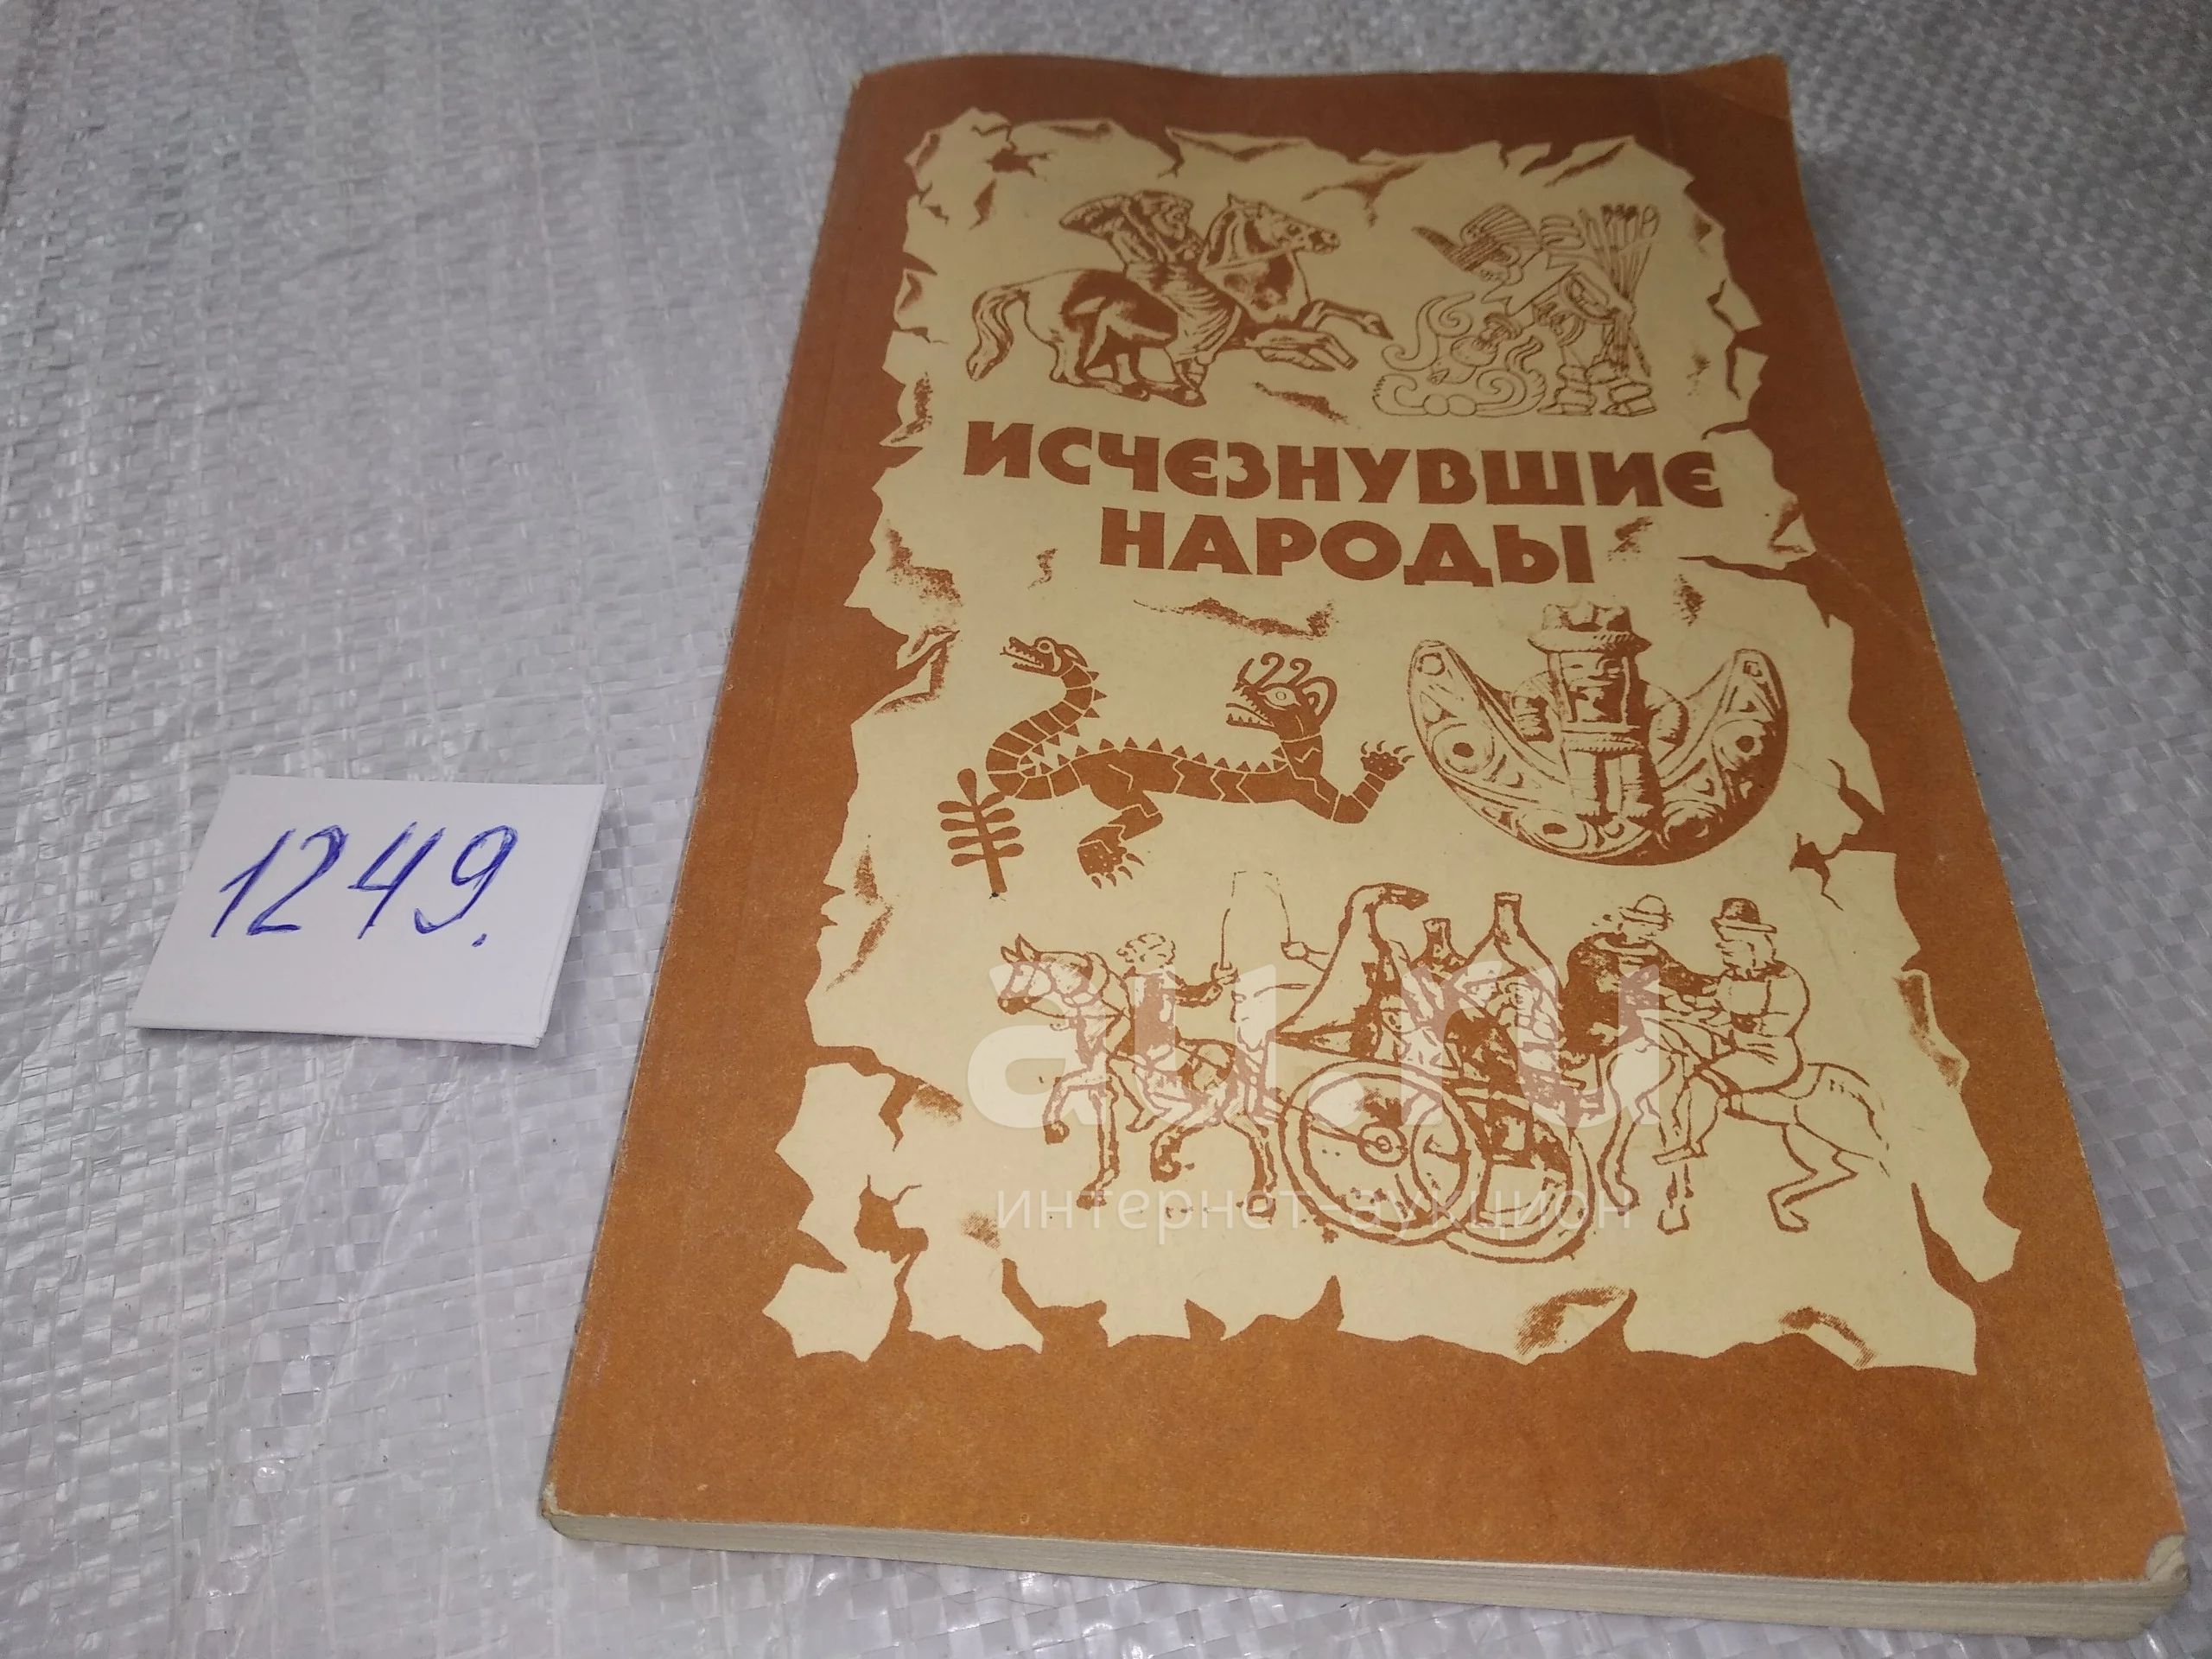 ИСЧЕЗНУВШИЕ
НАРОДЫ
1249.
au.ru
интернет-аукцион